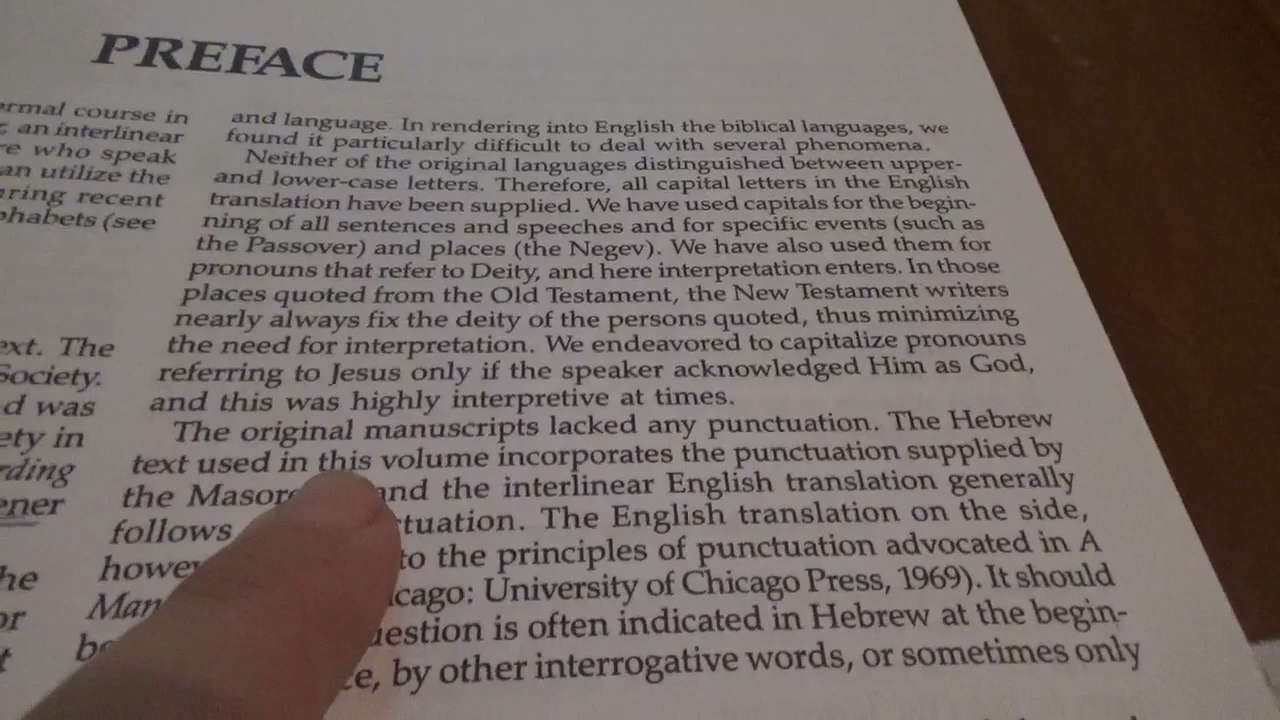 PREFACE
ormal course in
an interlinear
re who speak
an utilize the
aring recent
phabets (see
ext. The
Society.
d was
ety in
rding
ener
he
or
t
and language. In rendering into English the biblical languages, we
found it particularly difficult to deal with several phenomena.
Neither of the original languages distinguished between upper-
and lower-case letters. Therefore, all capital letters in the English
translation have been supplied. We have used capitals for the begin-
ning of all sentences and speeches and for specific events (such as
the Passover) and places (the Negev). We have also used them for
pronouns that refer to Deity, and here interpretation enters. In those
places quoted from the Old Testament, the New Testament writers
nearly always fix the deity of the persons quoted, thus minimizing
the need for interpretation. We endeavored to capitalize pronouns
referring to Jesus only if the speaker acknowledged Him as God,
and this was highly interpretive at times.
The original manuscripts lacked any punctuation. The Hebrew
text used in this volume incorporates the punctuation supplied by
the Masore and the interlinear English translation generally
follows ctuation. The English translation on the side,
howev to the principles of punctuation advocated in A
Man icago: University of Chicago Press, 1969). It should
be uestion is often indicated in Hebrew at the begin-
ce, by other interrogative words, or sometimes only